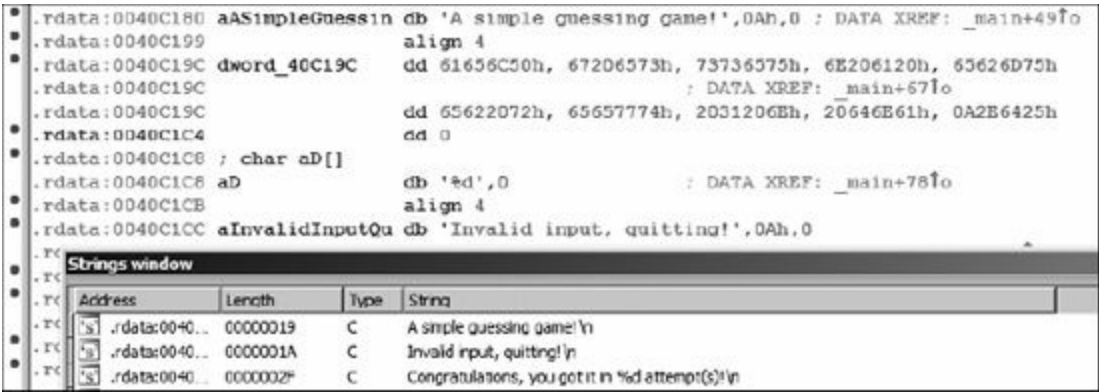 .rdata:0040C180 aASimpleGuessin db 'A simple guessing game!',0Ah,0 ; DATA XREF: _main+49↑o
.rdata:0040C199 align 4
.rdata:0040C19C dword_40C19C dd 61656C50h, 67206573h, 73736575h, 6E206120h, 65626D75h
.rdata:0040C19C ; DATA XREF: _main+67↑o
.rdata:0040C19C dd 65622072h, 65657774h, 2031206Eh, 20646E61h, 0A2E6425h
.rdata:0040C1C4 dd 0
.rdata:0040C1C8 ; char aD[]
.rdata:0040C1C8 aD db '%d',0 ; DATA XREF: _main+78↑o
.rdata:0040C1CB align 4
.rdata:0040C1CC aInvalidInputQu db 'Invalid input, quitting!',0Ah,0
Strings window
Address Length Type String
.rdata:0040... 00000019 C A simple guessing game!\n
.rdata:0040... 0000001A C Invalid input, quitting!\n
.rdata:0040... 0000002F C Congratulations, you got it in %d attempt(s)!\n